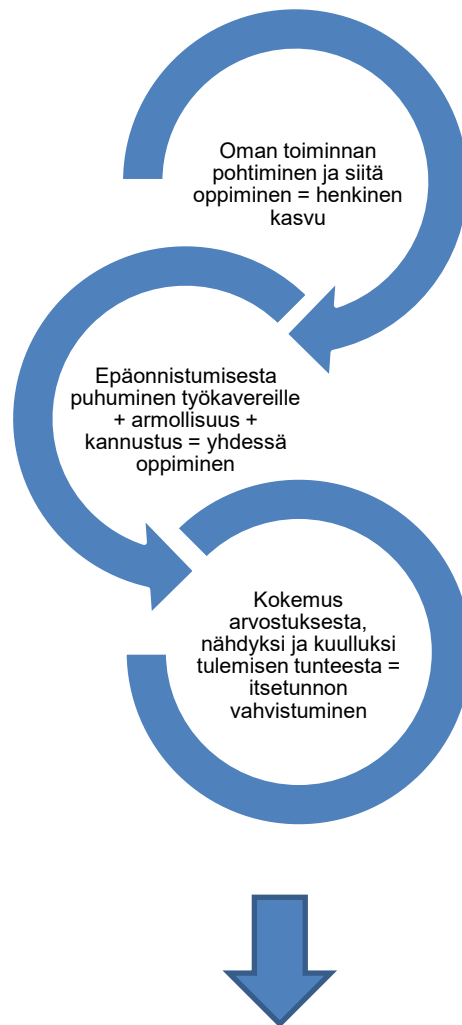 Oman toiminnan
pohtiminen ja siitä
oppiminen = henkinen
kasvu
Epäonnistumisesta
puhuminen työkavereille
+ armollisuus +
kannustus = yhdessä
oppiminen
Kokemus
arvostuksesta,
nähdyksi ja kuulluksi
tulemisen tunteesta =
itsetunnon
vahvistuminen